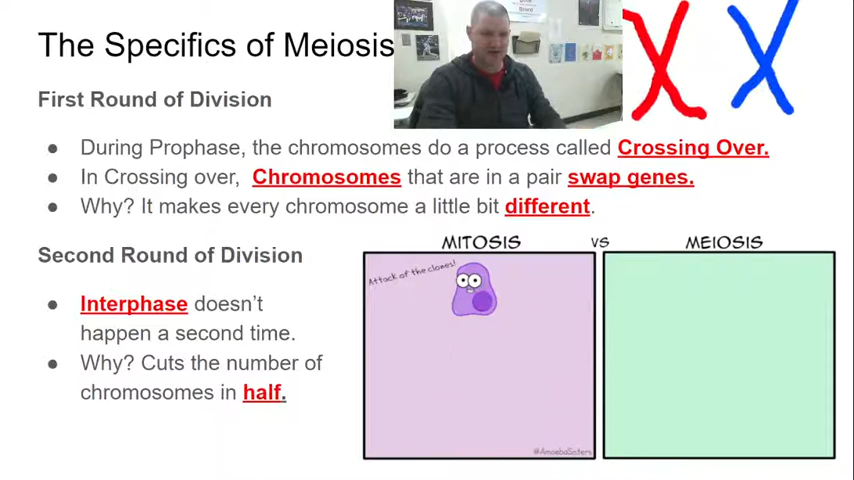 The Specifics of Meiosis
First Round of Division
● During Prophase, the chromosomes do a process called Crossing Over.
● In Crossing over, Chromosomes that are in a pair swap genes.
● Why? It makes every chromosome a little bit different.
Second Round of Division
● Interphase doesn't
happen a second time.
● Why? Cuts the number of
chromosomes in half.
MITOSIS VS MEIOSIS
Attack of the clones!
@AmoebaSisters